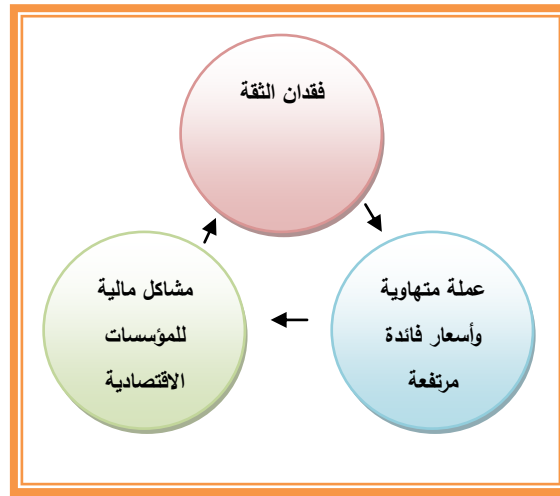 فقدان الثقة
عملة متهاوية
وأسعار فائدة
مرتفعة
مشاكل مالية
للمؤسسات
الاقتصادية